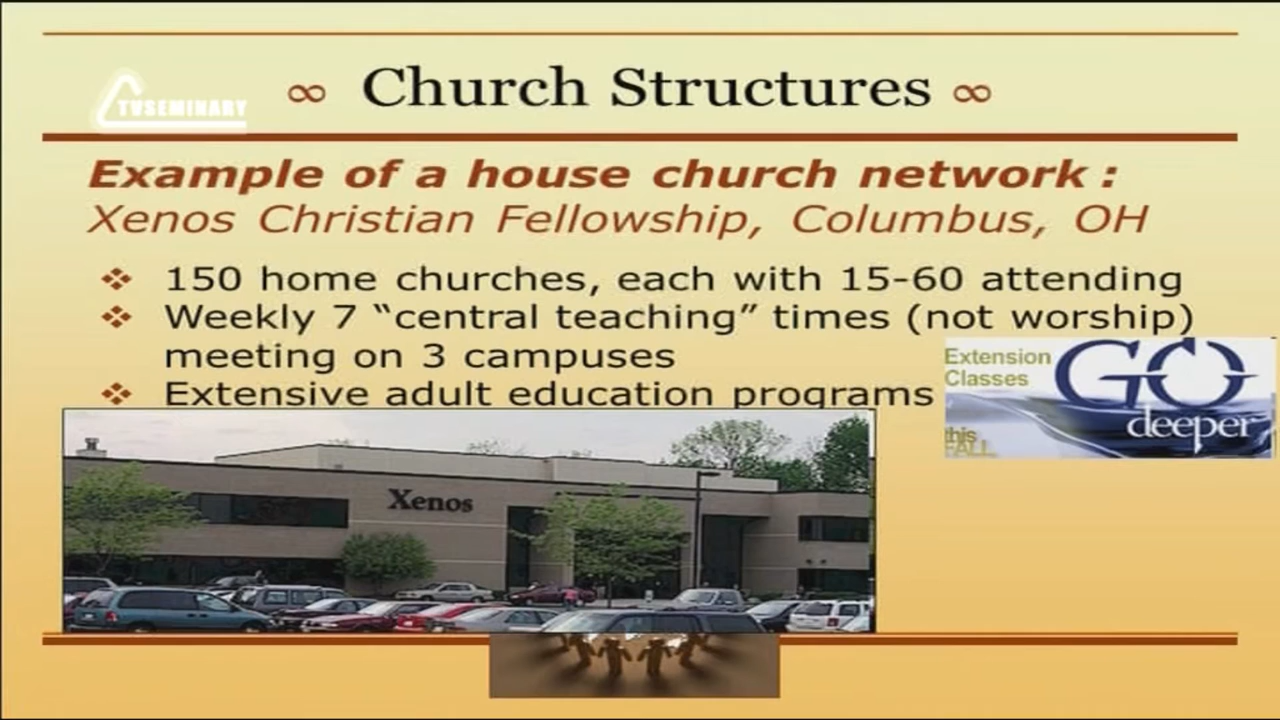 TVSEMINARY
∞ Church Structures ∞
Example of a house church network :
Xenos Christian Fellowship, Columbus, OH
❖ 150 home churches, each with 15-60 attending
❖ Weekly 7 “central teaching” times (not worship)
meeting on 3 campuses
❖ Extensive adult education programs
Extension
Classes
GO
deeper
this
FALL
Xenos